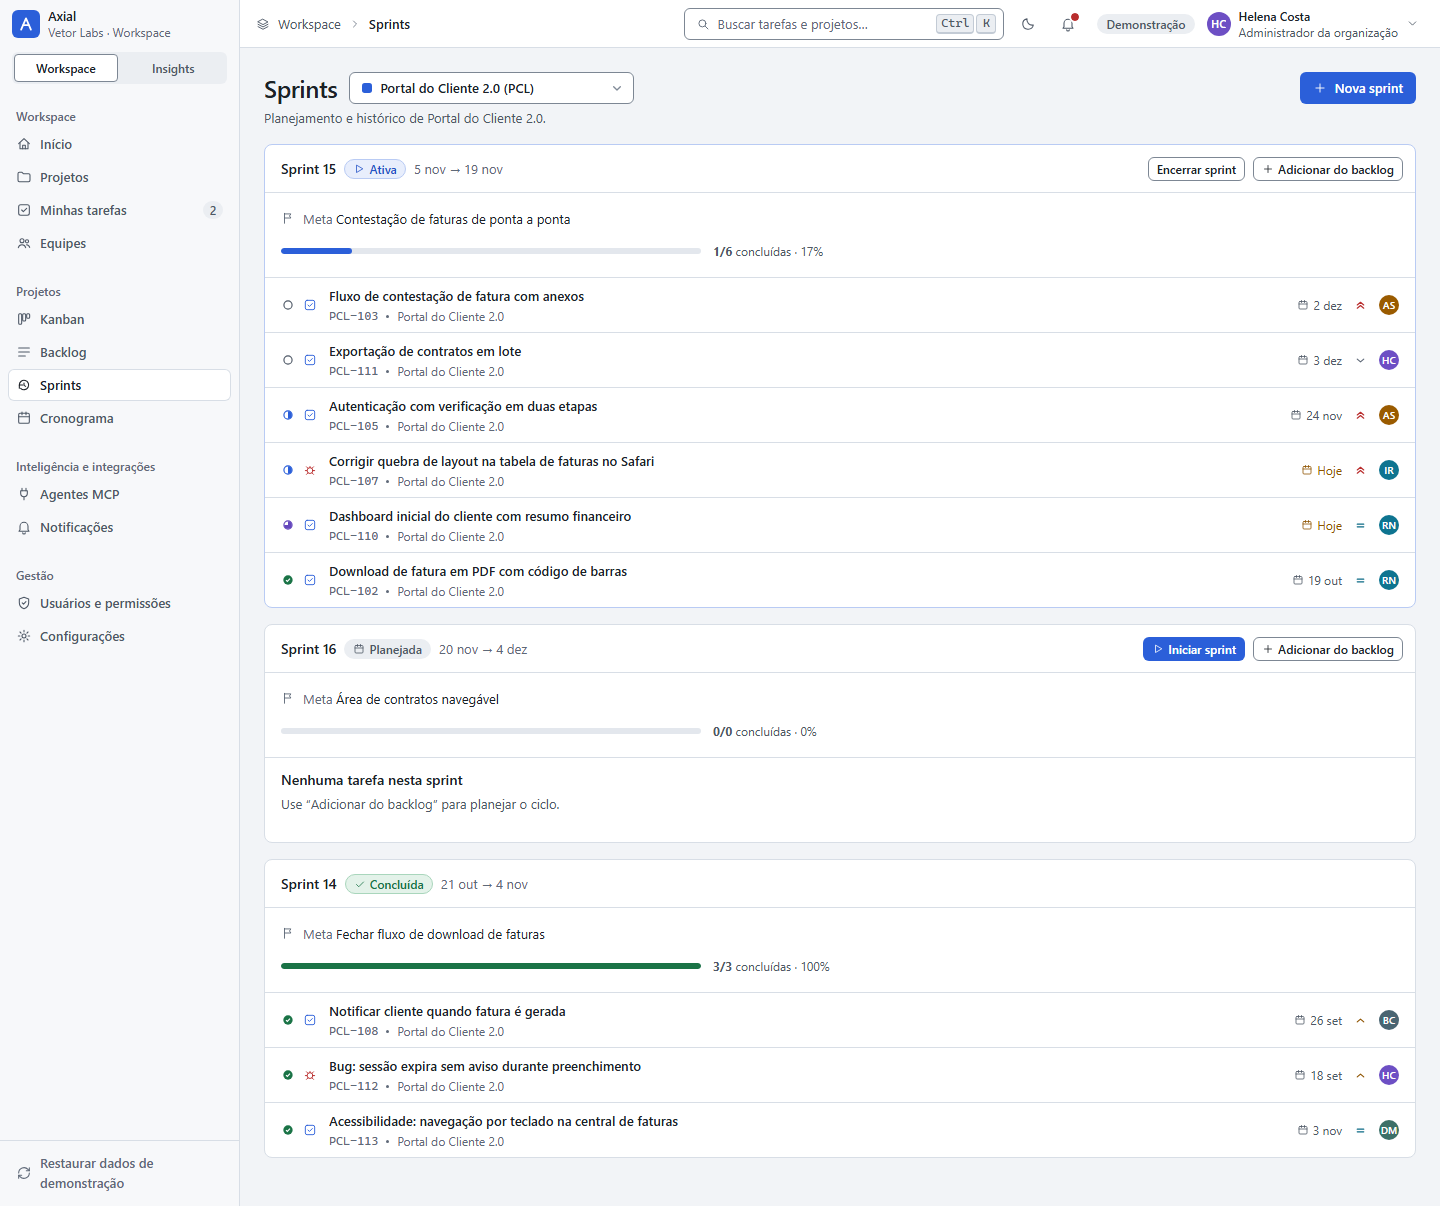 Axial
Vetor Labs · Workspace
Workspace
Insights
Workspace
Início
Projetos
Minhas tarefas
2
Equipes
Projetos
Kanban
Backlog
Sprints
Cronograma
Inteligência e integrações
Agentes MCP
Notificações
Gestão
Usuários e permissões
Configurações
Restaurar dados de
demonstração
Workspace
Sprints
Buscar tarefas e projetos...
Ctrl K
Demonstração
HC
Helena Costa
Administrador da organização
Sprints
Portal do Cliente 2.0 (PCL)
Nova sprint
Planejamento e histórico de Portal do Cliente 2.0.
Sprint 15 Ativa 5 nov → 19 nov
Encerrar sprint
Adicionar do backlog
Meta Contestação de faturas de ponta a ponta
1/6 concluídas · 17%
Fluxo de contestação de fatura com anexos
PCL-103 • Portal do Cliente 2.0
2 dez
AS
Exportação de contratos em lote
PCL-111 • Portal do Cliente 2.0
3 dez
HC
Autenticação com verificação em duas etapas
PCL-105 • Portal do Cliente 2.0
24 nov
AS
Corrigir quebra de layout na tabela de faturas no Safari
PCL-107 • Portal do Cliente 2.0
Hoje
IR
Dashboard inicial do cliente com resumo financeiro
PCL-110 • Portal do Cliente 2.0
Hoje
RN
Download de fatura em PDF com código de barras
PCL-102 • Portal do Cliente 2.0
19 out
RN
Sprint 16 Planejada 20 nov → 4 dez
Iniciar sprint
Adicionar do backlog
Meta Área de contratos navegável
0/0 concluídas · 0%
Nenhuma tarefa nesta sprint
Use “Adicionar do backlog” para planejar o ciclo.
Sprint 14 Concluída 21 out → 4 nov
Meta Fechar fluxo de download de faturas
3/3 concluídas · 100%
Notificar cliente quando fatura é gerada
PCL-108 • Portal do Cliente 2.0
26 set
BC
Bug: sessão expira sem aviso durante preenchimento
PCL-112 • Portal do Cliente 2.0
18 set
HC
Acessibilidade: navegação por teclado na central de faturas
PCL-113 • Portal do Cliente 2.0
3 nov
DM